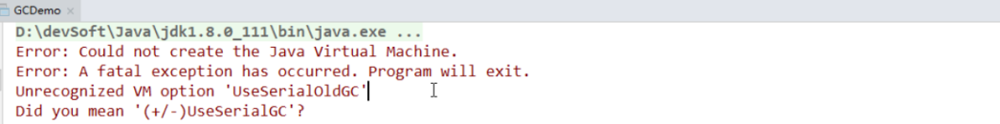 GCDemo ×
D:\devSoft\Java\jdk1.8.0_111\bin\java.exe ...
Error: Could not create the Java Virtual Machine.
Error: A fatal exception has occurred. Program will exit.
Unrecognized VM option 'UseSerialOldGC'
Did you mean '(+/-)UseSerialGC'?